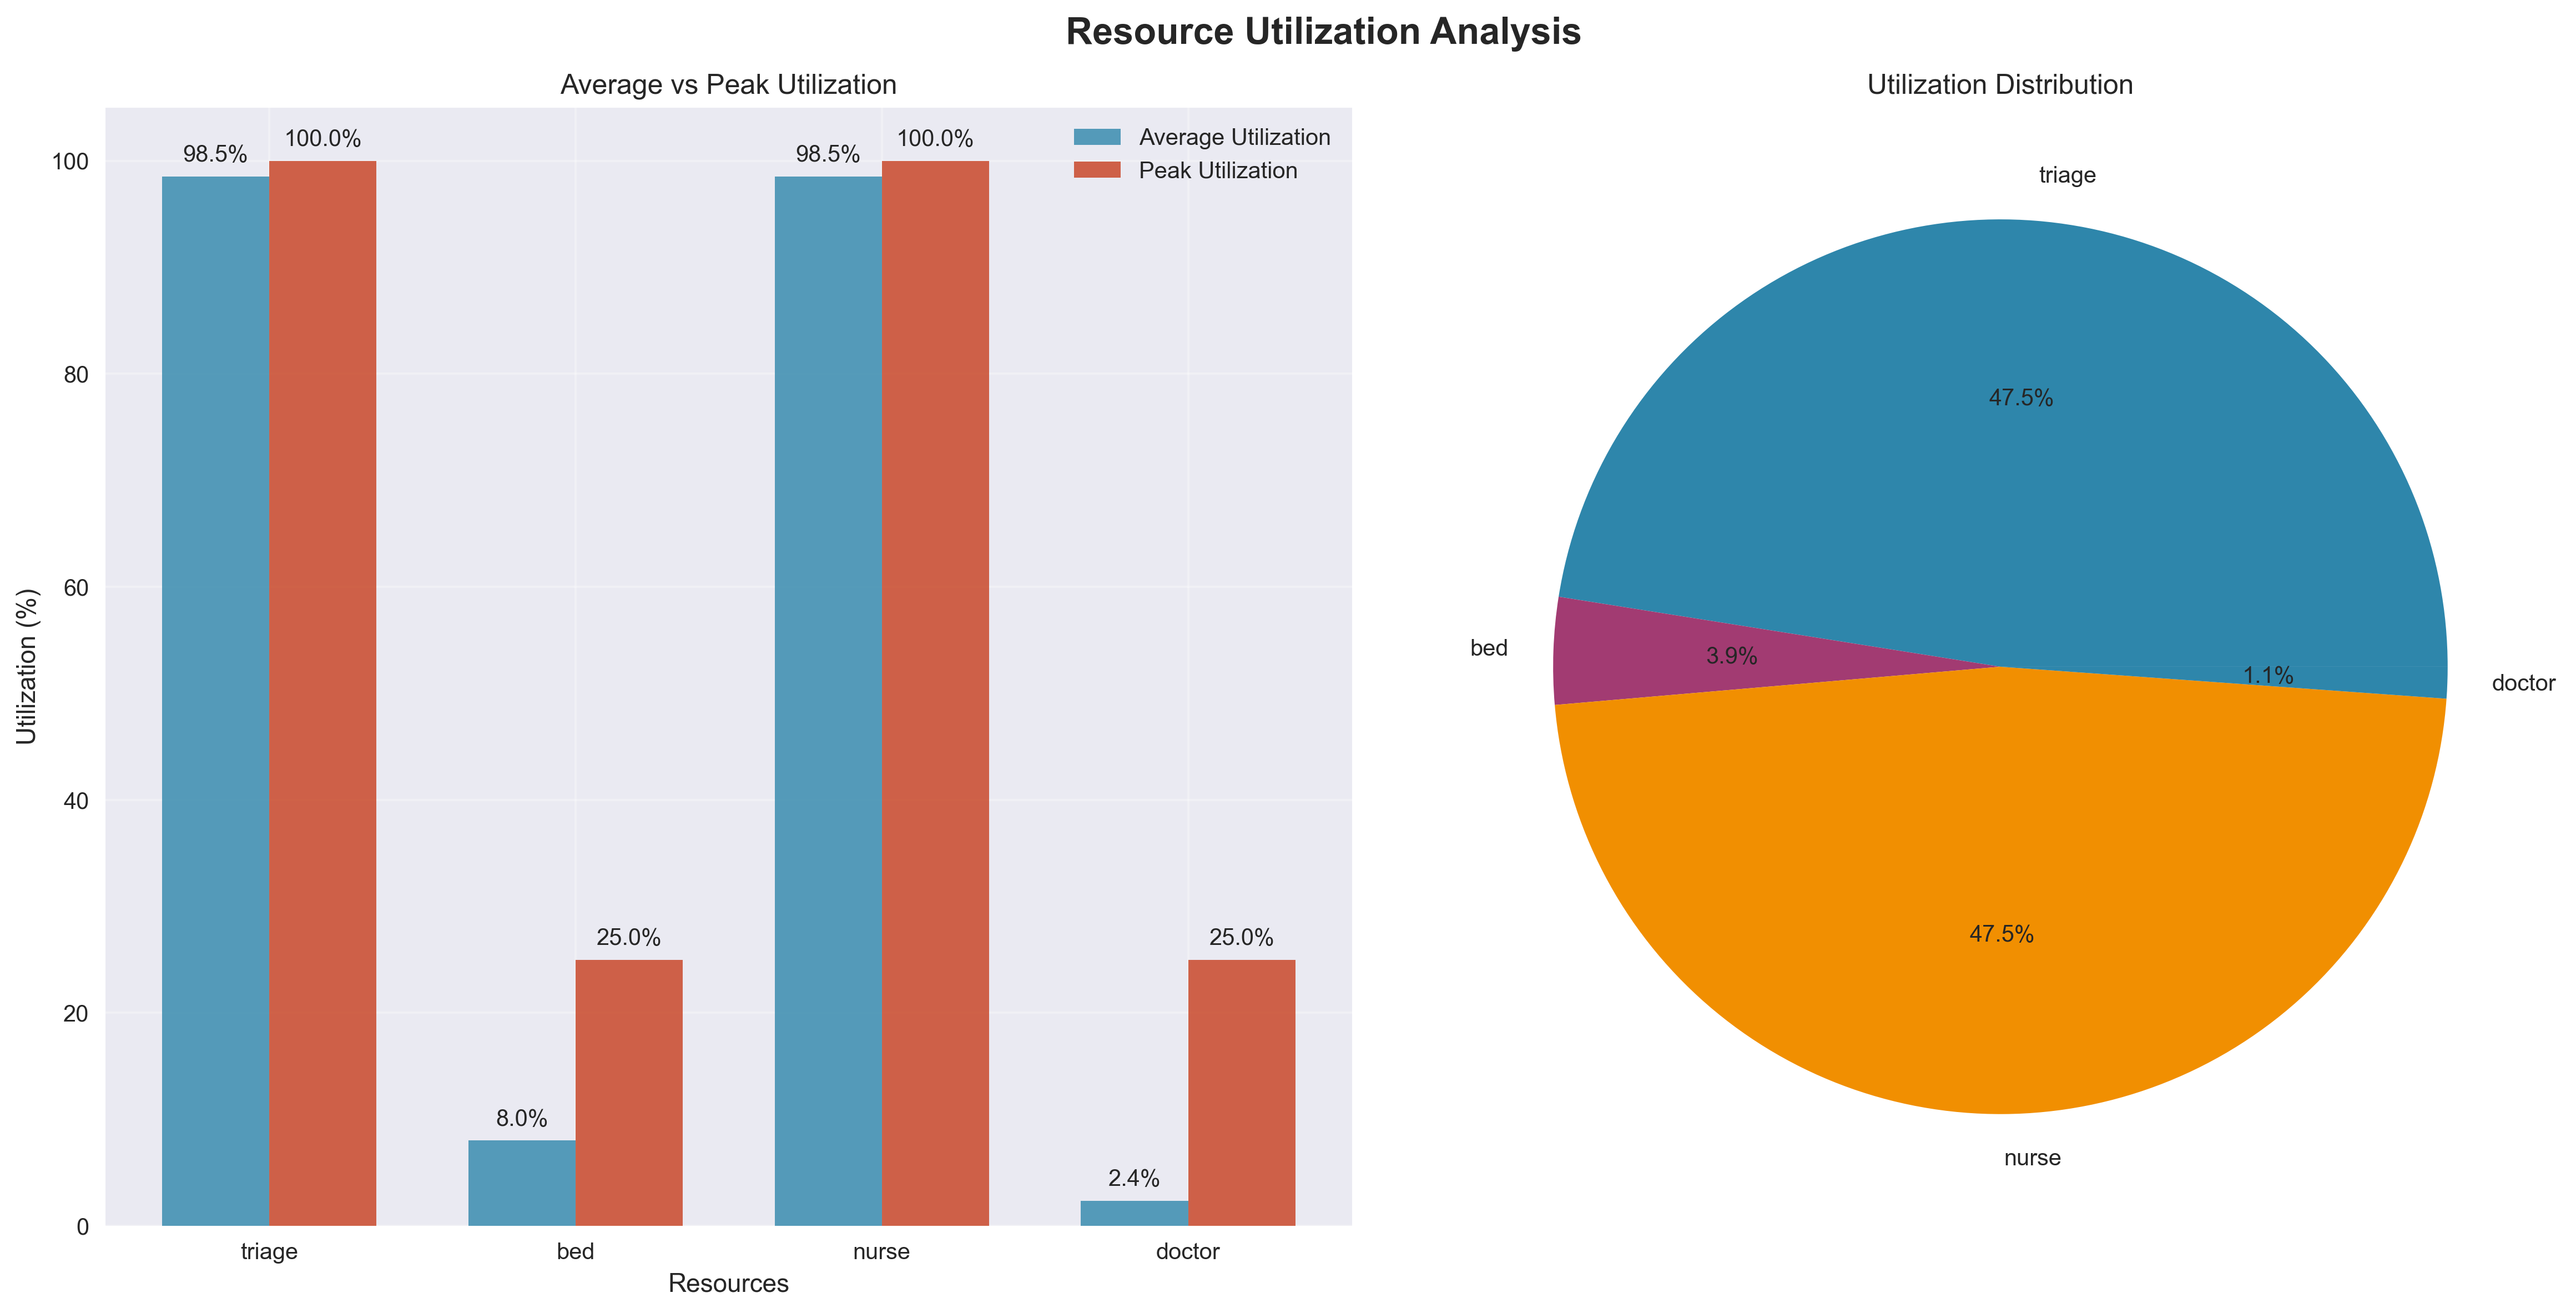 Resource Utilization Analysis
Average vs Peak Utilization
98.5%
100.0%
98.5%
100.0%
Average Utilization
Peak Utilization
100
80
60
40
20
0
Utilization (%)
8.0%
25.0%
2.4%
25.0%
triage
bed
nurse
doctor
Resources
Utilization Distribution
triage
47.5%
bed
3.9%
1.1%
doctor
47.5%
nurse